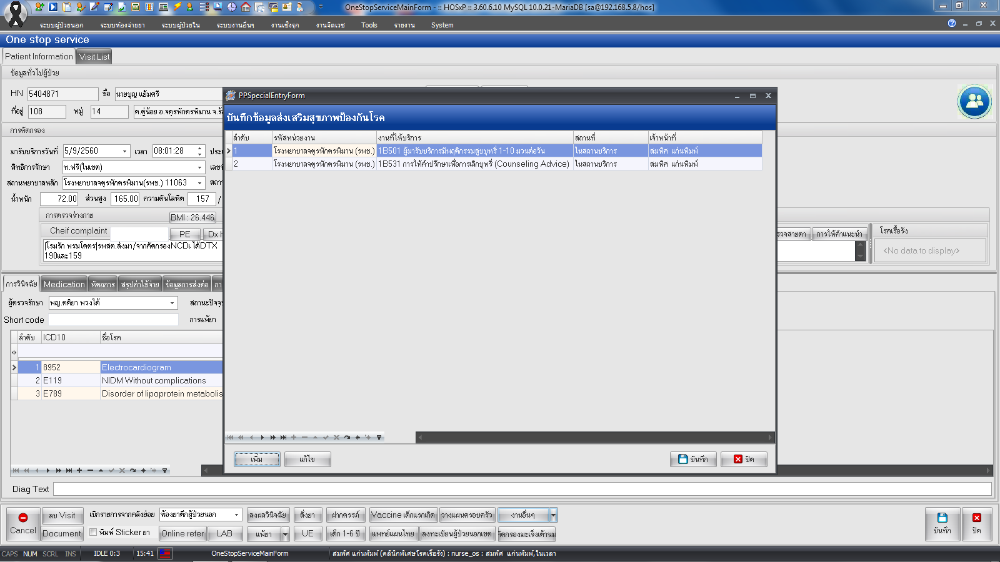 OneStopServiceMainForm - :: HOSxP :: 3.60.6.10 MySQL 10.0.21-MariaDB [sa@192.168.5.8/hos]
ระบบผู้ป่วยนอก ระบบห้องจ่ายยา ระบบผู้ป่วยใน ระบบงานอื่นๆ งานเชิงรุก งานจิตเวช Tools รายงาน System
One stop service
Patient Information Visit List
ข้อมูลทั่วไปผู้ป่วย
HN 5404871 ชื่อ นายบุญ แย้มศรี
ที่อยู่ 108 หมู่ 14 ต.ดู่น้อย อ.จตุรพักตรพิมาน จ.ร้
การคัดกรอง
มารับบริการวันที่ 5/9/2560 เวลา 08:01:28
สิทธิการรักษา ท.ฟรี(ในเขต)
สถานพยาบาลหลัก โรงพยาบาลจตุรพักตรพิมาน(รพช.) 11063
น้ำหนัก 72.00 ส่วนสูง 165.00 ความดันโลหิต 157 /
การตรวจร่างกาย BMI : 26.446
Cheif complaint PE Dx H
|โรมรัก พรมโคตร|รพสต.ส่งมา/จากคัดกรองNCDเ ได้DTX
190และ159
รวจสายตา การให้คำแนะนำ โรคเรื้อรัง
<No data to display>
PPSpecialEntryForm
บันทึกข้อมูลส่งเสริมสุขภาพป้องกันโรค
ลำดับ รหัสหน่วยงาน งานที่ให้บริการ สถานที่ เจ้าหน้าที่
1 โรงพยาบาลจตุรพักตรพิมาน (รพช.) 1B501 ผู้มารับบริการมีพฤติกรรมสูบบุหรี่ 1-10 มวนต่อวัน ในสถานบริการ สมพิศ แก่นพิมพ์
2 โรงพยาบาลจตุรพักตรพิมาน (รพช.) 1B531 การให้คำปรึกษาเพื่อการเลิกบุหรี่ (Counseling Advice) ในสถานบริการ สมพิศ แก่นพิมพ์
เพิ่ม แก้ไข บันทึก ปิด
การวินิจฉัย Medication หัตถการ สรุปค่าใช้จ่าย ข้อมูลการส่งต่อ กา
ผู้ตรวจรักษา พญ.ตติยา พวงใต้ สถานะปัจจุ
Short code การแพ้ยา
ลำดับ ICD10 ชื่อโรค
1 8952 Electrocardiogram
2 E119 NIDM Without complications
3 E789 Disorder of lipoprotein metabolis
Diag Text
Cancel ลบ Visit เบิกรายการจากคลังย่อย ห้องยาตึกผู้ป่วยนอก ลงผลวินิจฉัย สั่งยา ฝากครรภ์ Vaccine เด็กแรกเกิด วางแผนครอบครัว งานอื่นๆ บันทึก ปิด
Document พิมพ์ Sticker ยา Online refer LAB แพ้ยา UE เด็ก 1-6 ปี แพทย์แผนไทย ลงทะเบียนผู้ป่วยนอกเขต คัดกรองมะเร็งเต้านม
CAPS NUM SCRL INS IDLE 0:3 15:41 OneStopServiceMainForm สมพิศ แก่นพิมพ์ (คลินิกพิเศษโรคเรื้อรัง) : nurse_os : สมพิศ แก่นพิมพ์,ในเวลา